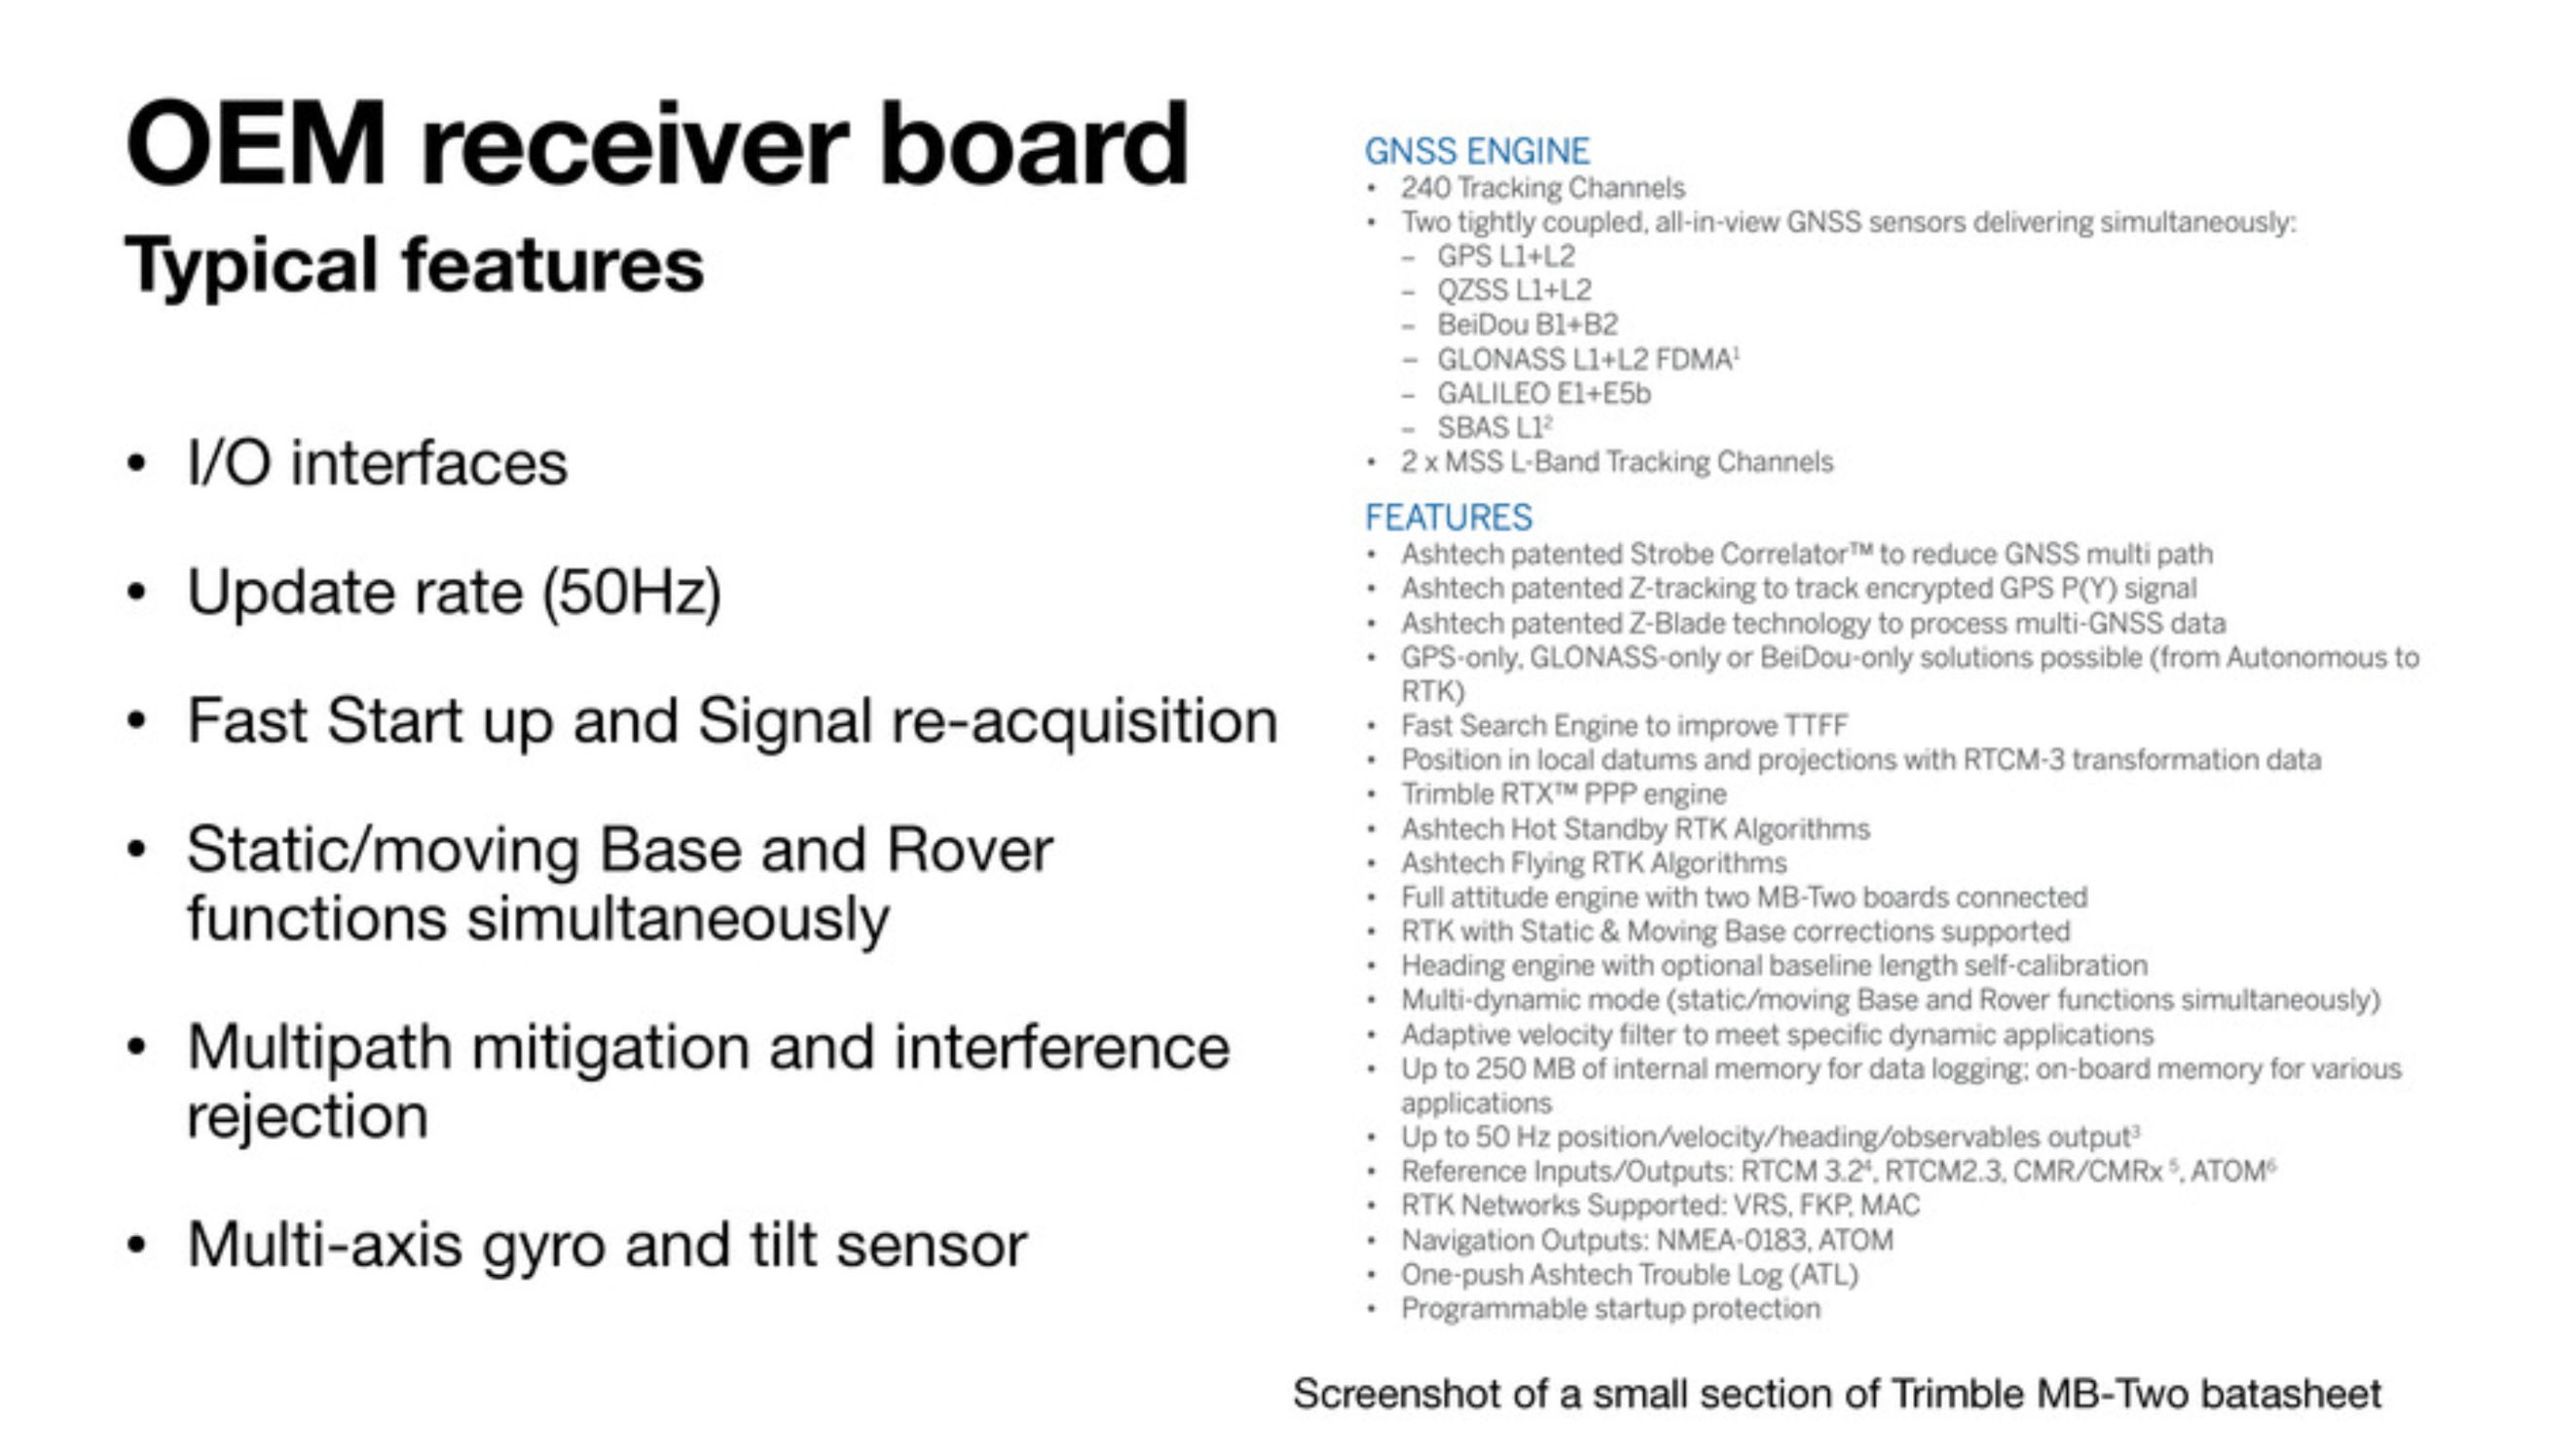 OEM receiver board
Typical features
• I/O interfaces
• Update rate (50Hz)
• Fast Start up and Signal re-acquisition
• Static/moving Base and Rover
functions simultaneously
• Multipath mitigation and interference
rejection
• Multi-axis gyro and tilt sensor
GNSS ENGINE
• 240 Tracking Channels
• Two tightly coupled, all-in-view GNSS sensors delivering simultaneously:
– GPS L1+L2
– QZSS L1+L2
– BeiDou B1+B2
– GLONASS L1+L2 FDMA¹
– GALILEO E1+E5b
– SBAS L1²
• 2 x MSS L-Band Tracking Channels
FEATURES
• Ashtech patented Strobe Correlator™ to reduce GNSS multi path
• Ashtech patented Z-tracking to track encrypted GPS P(Y) signal
• Ashtech patented Z-Blade technology to process multi-GNSS data
• GPS-only, GLONASS-only or BeiDou-only solutions possible (from Autonomous to
RTK)
• Fast Search Engine to improve TTFF
• Position in local datums and projections with RTCM-3 transformation data
• Trimble RTX™ PPP engine
• Ashtech Hot Standby RTK Algorithms
• Ashtech Flying RTK Algorithms
• Full attitude engine with two MB-Two boards connected
• RTK with Static & Moving Base corrections supported
• Heading engine with optional baseline length self-calibration
• Multi-dynamic mode (static/moving Base and Rover functions simultaneously)
• Adaptive velocity filter to meet specific dynamic applications
• Up to 250 MB of internal memory for data logging; on-board memory for various
applications
• Up to 50 Hz position/velocity/heading/observables output³
• Reference Inputs/Outputs: RTCM 3.2⁴, RTCM2.3, CMR/CMRx ⁵, ATOM⁶
• RTK Networks Supported: VRS, FKP, MAC
• Navigation Outputs: NMEA-0183, ATOM
• One-push Ashtech Trouble Log (ATL)
• Programmable startup protection
Screenshot of a small section of Trimble MB-Two batasheet